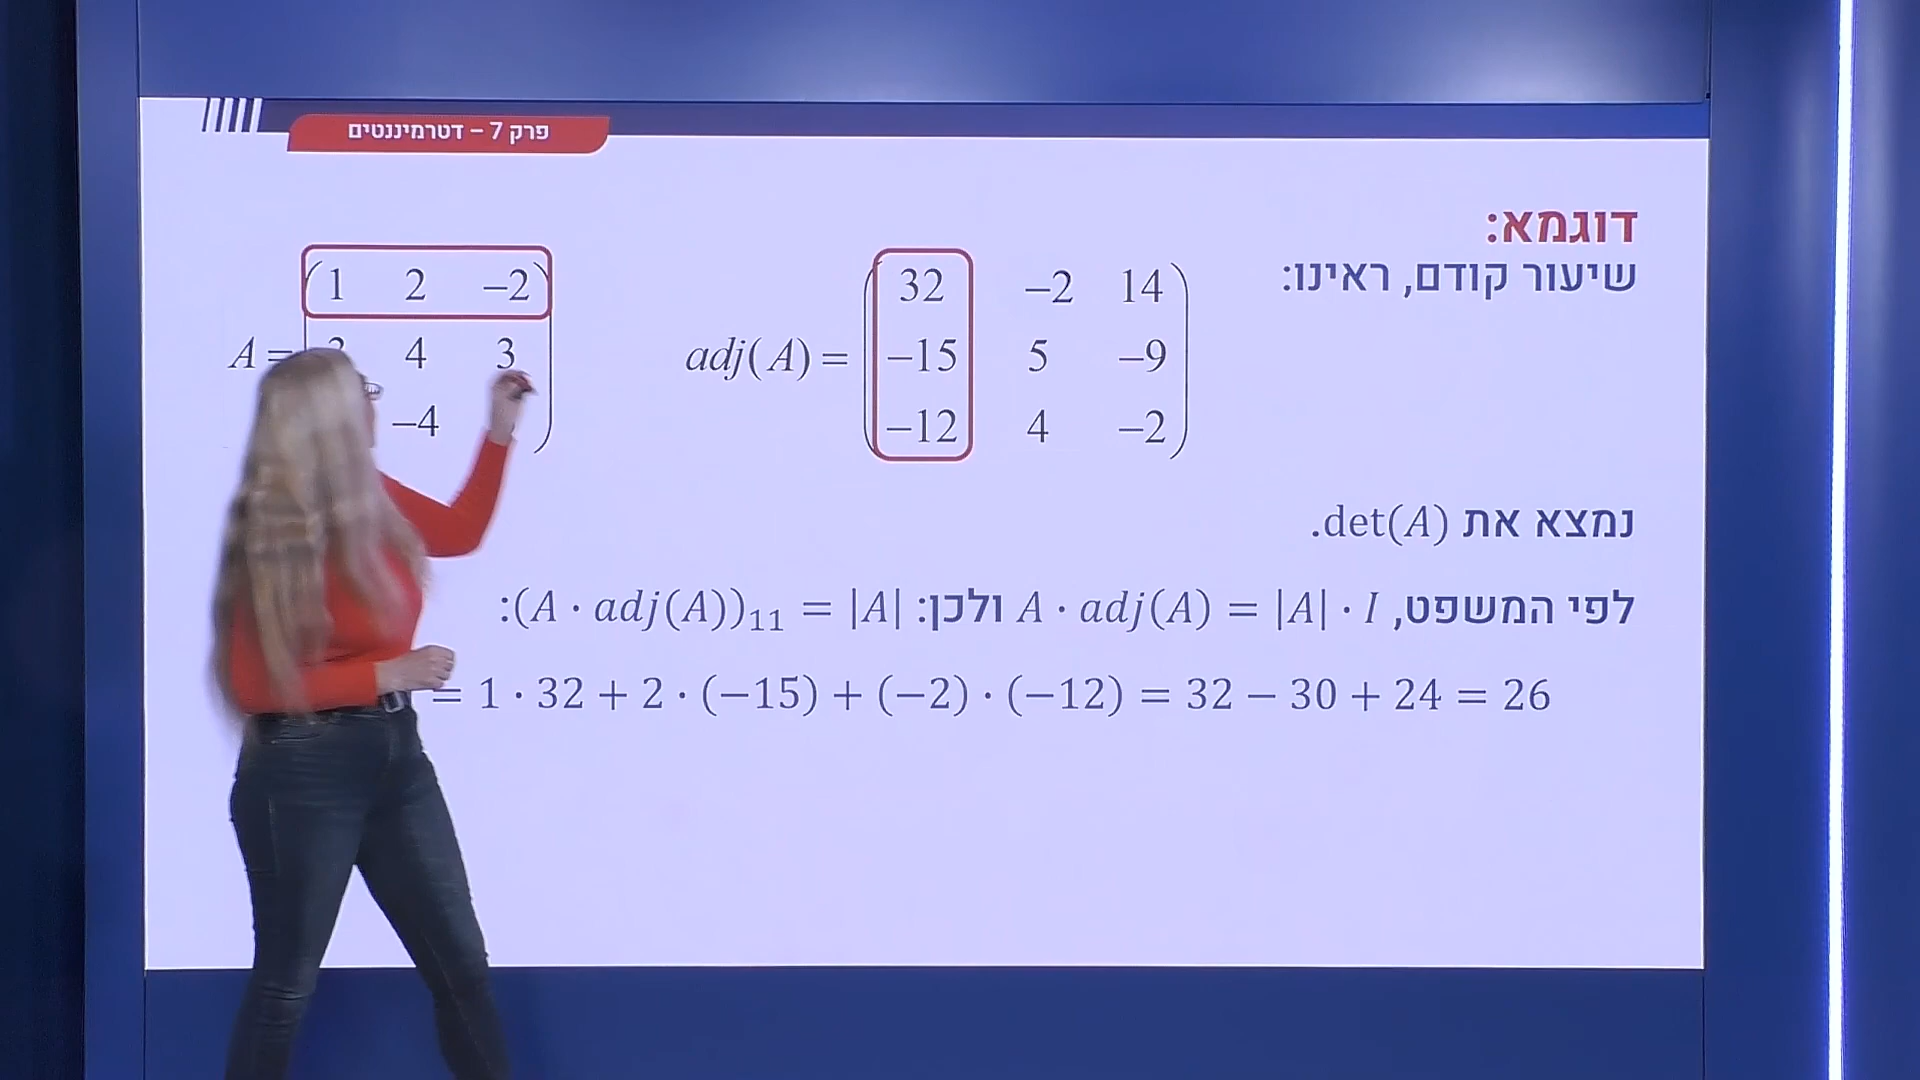 פרק 7 – דטרמיננטים
דוגמא:
שיעור קודם, ראינו:
1 2 −2
A = 4 3
−4
adj(A) =
32 −2 14
−15 5 −9
−12 4 −2
נמצא את det(A).
לפי המשפט, A · adj(A) = |A| · I ולכן: (A · adj(A))₁₁ = |A|:
= 1 · 32 + 2 · (−15) + (−2) · (−12) = 32 − 30 + 24 = 26